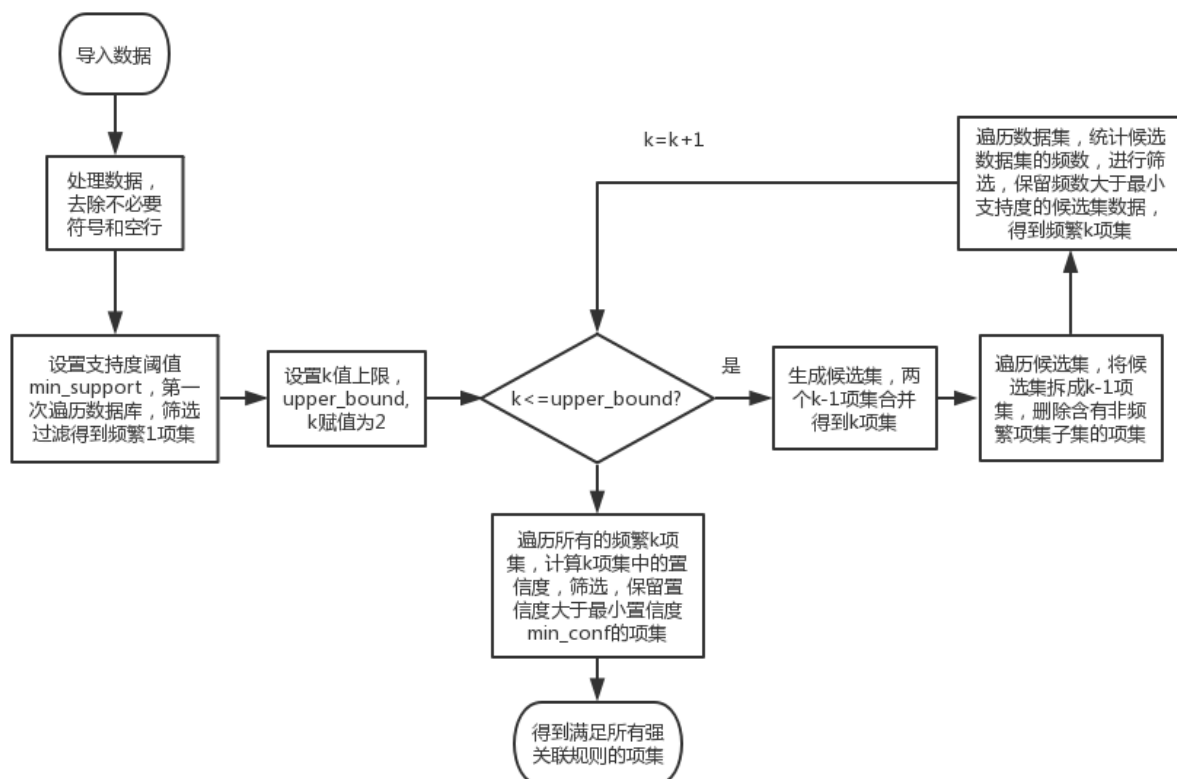 导入数据
处理数据，
去除不必要
符号和空行
设置支持度阈值
min_support，第一
次遍历数据库，筛选
过滤得到频繁1项集
设置k值上限，
upper_bound,
k赋值为2
k<=upper_bound?
是
生成候选集，两
个k-1项集合并
得到k项集
遍历候选集，将候
选集拆成k-1项
集，删除含有非频
繁项集子集的项集
遍历数据集，统计候选
数据集的频数，进行筛
选，保留频数大于最小
支持度的候选集数据，
得到频繁k项集
k=k+1
遍历所有的频繁k项
集，计算k项集中的置
信度，筛选，保留置
信度大于最小置信度
min_conf的项集
得到满足所有强
关联规则的项集